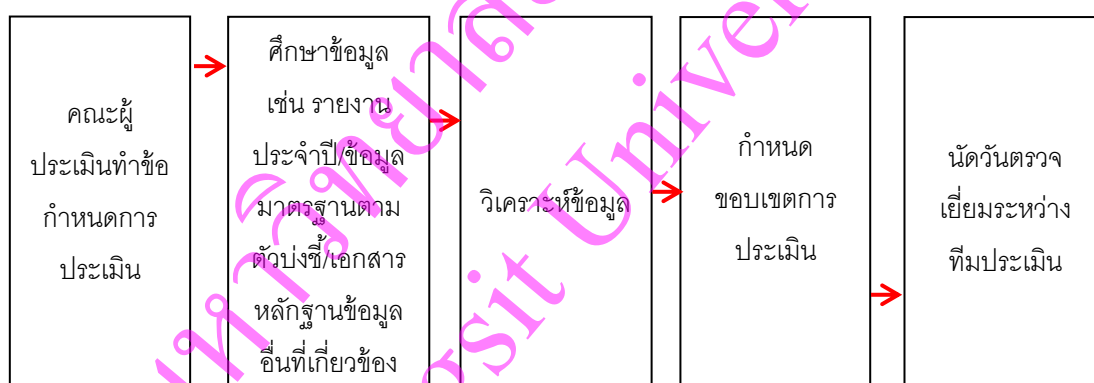 คณะผู้
ประเมินทำข้อ
กำหนดการ
ประเมิน
ศึกษาข้อมูล
เช่น รายงาน
ประจำปี/ข้อมูล
มาตรฐานตาม
ตัวบ่งชี้/เอกสาร
หลักฐานข้อมูล
อื่นที่เกี่ยวข้อง
วิเคราะห์ข้อมูล
กำหนด
ขอบเขตการ
ประเมิน
นัดวันตรวจ
เยี่ยมระหว่าง
ทีมประเมิน